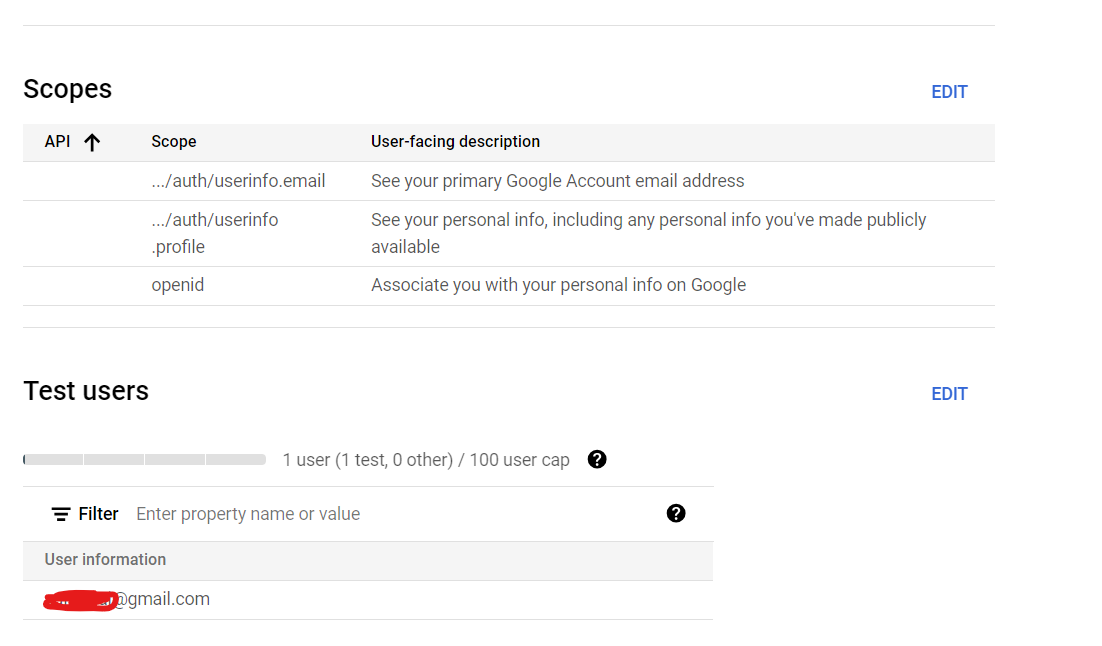 Scopes
EDIT
API Scope User-facing description
.../auth/userinfo.email See your primary Google Account email address
.../auth/userinfo See your personal info, including any personal info you've made publicly
.profile available
openid Associate you with your personal info on Google
Test users
EDIT
1 user (1 test, 0 other) / 100 user cap
Filter Enter property name or value
User information
@gmail.com